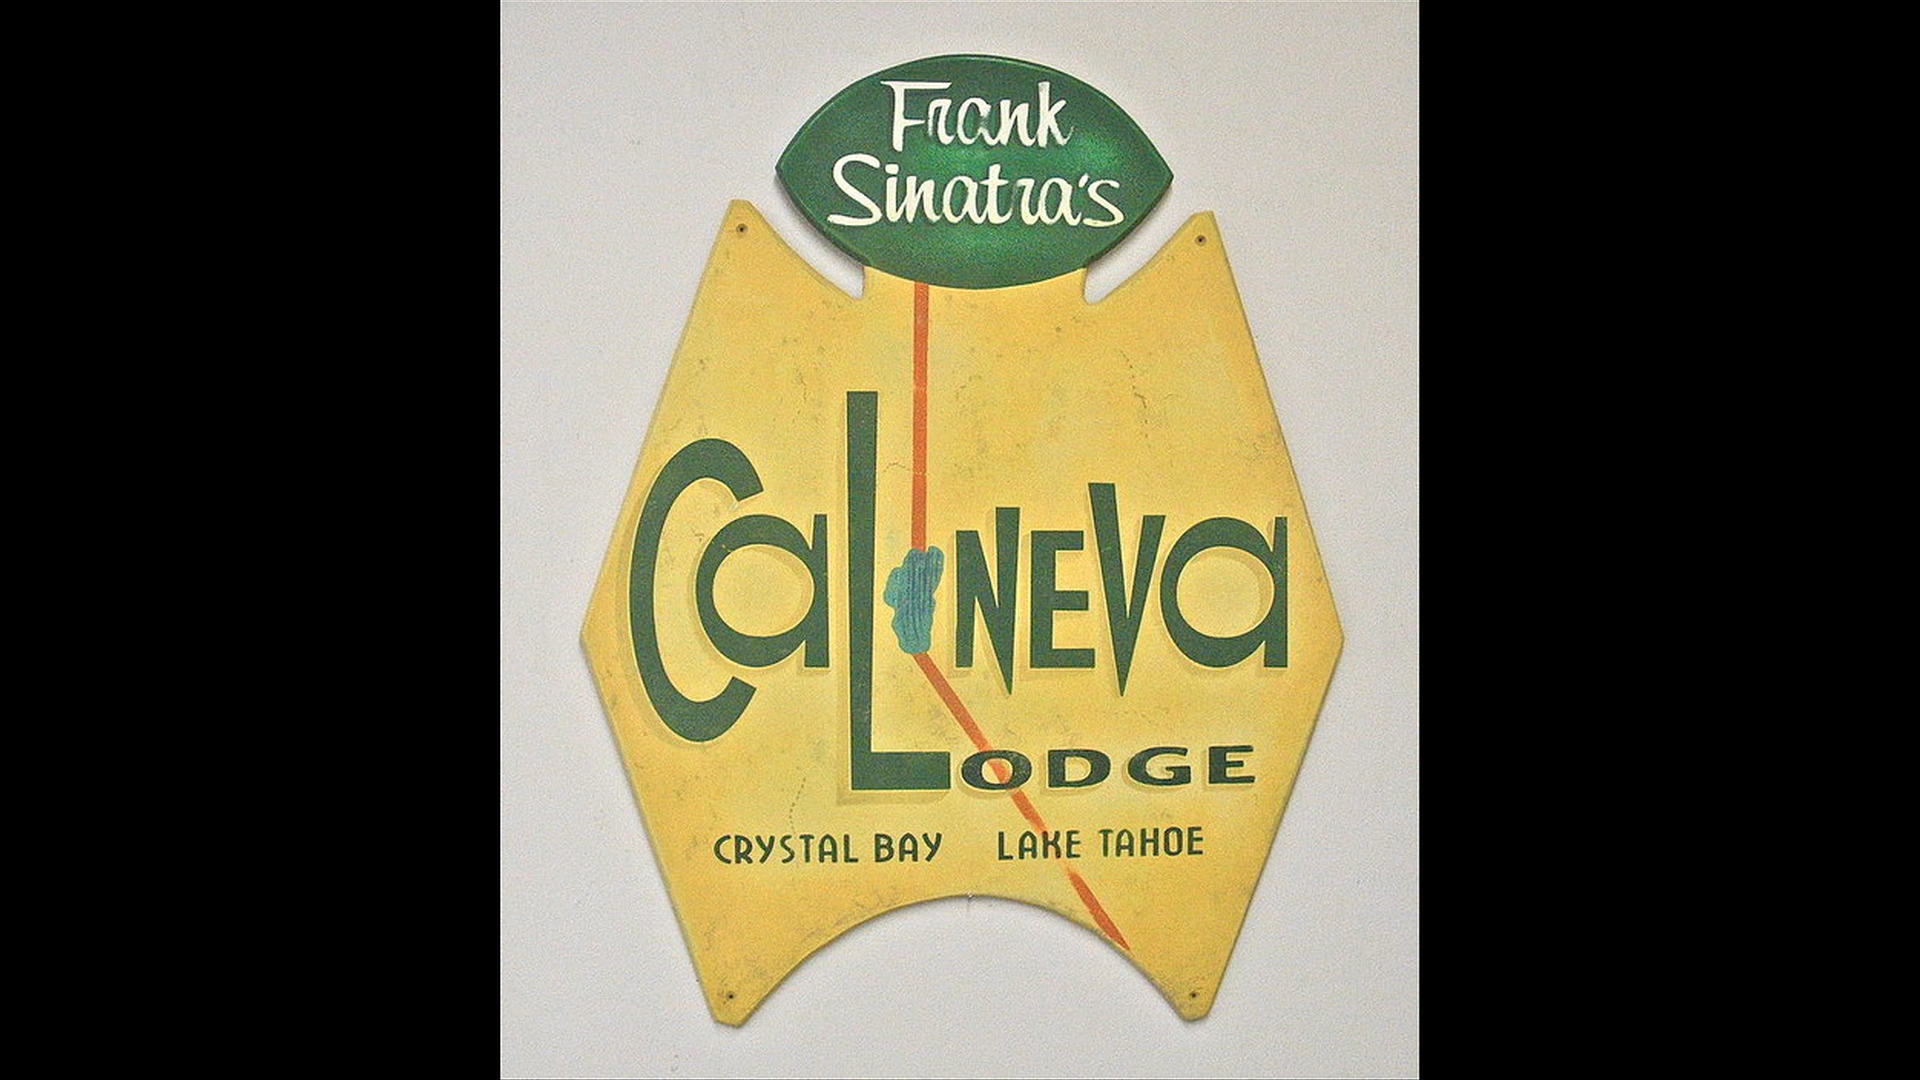 Frank
Sinatra's
CaLNEVa
LODGE
CRYSTAL BAY LAKE TAHOE